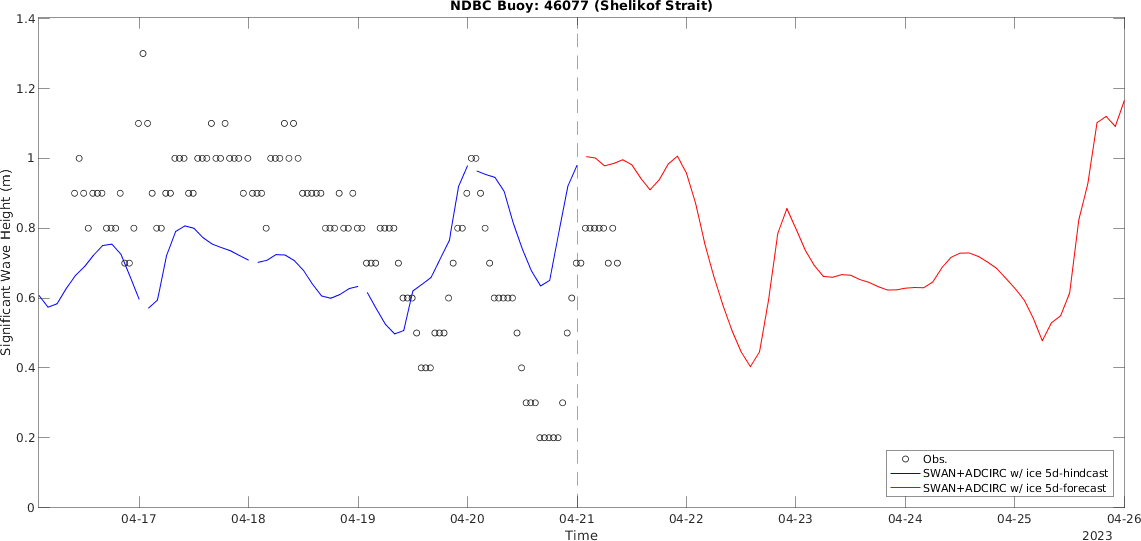 NDBC Buoy: 46077 (Shelikof Strait)
1.4
1.2
1
0.8
0.6
0.4
0.2
0
Significant Wave Height (m)
Obs.
SWAN+ADCIRC w/ ice 5d-hindcast
SWAN+ADCIRC w/ ice 5d-forecast
04-17 04-18 04-19 04-20 04-21 04-22 04-23 04-24 04-25 04-26
Time
2023